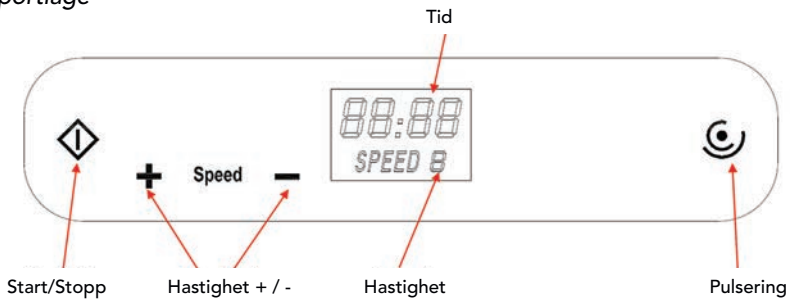 Tid
88:88
SPEED 8
+ Speed −
Start/Stopp
Hastighet + / -
Hastighet
Pulsering